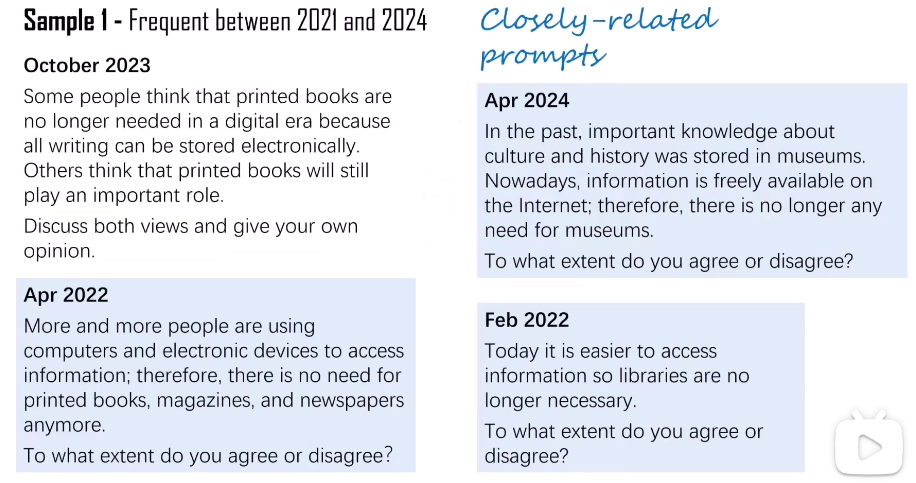 Sample 1 - Frequent between 2021 and 2024
October 2023
Some people think that printed books are
no longer needed in a digital era because
all writing can be stored electronically.
Others think that printed books will still
play an important role.
Discuss both views and give your own
opinion.
Apr 2022
More and more people are using
computers and electronic devices to access
information; therefore, there is no need for
printed books, magazines, and newspapers
anymore.
To what extent do you agree or disagree?
Closely-related
prompts
Apr 2024
In the past, important knowledge about
culture and history was stored in museums.
Nowadays, information is freely available on
the Internet; therefore, there is no longer any
need for museums.
To what extent do you agree or disagree?
Feb 2022
Today it is easier to access
information so libraries are no
longer necessary.
To what extent do you agree or
disagree?